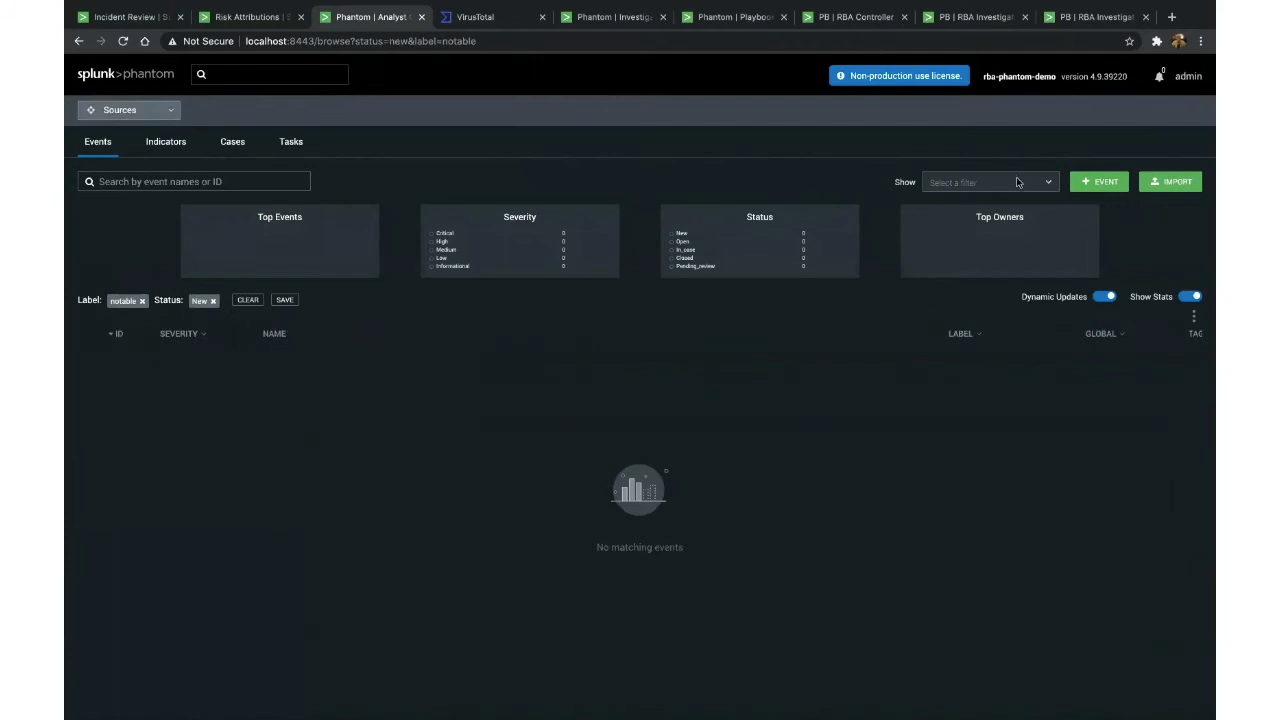 Incident Review | S
Risk Attributions | S
Phantom | Analyst
VirusTotal
Phantom | Investiga
Phantom | Playboo
PB | RBA Controller
PB | RBA Investigat
PB | RBA Investigat
Not Secure
localhost:8443/browse?status=new&label=notable
splunk>phantom
Non-production use license.
rba-phantom-demo version 4.9.39220
0
admin
Sources
Events
Indicators
Cases
Tasks
Search by event names or ID
Show
Select a filter
+ EVENT
IMPORT
Top Events
Severity
Critical 0
High 0
Medium 0
Low 0
Informational 0
Status
New 0
Open 0
In_case 0
Closed 0
Pending_review 0
Top Owners
Label: notable
Status: New
CLEAR
SAVE
Dynamic Updates
Show Stats
ID
SEVERITY
NAME
LABEL
GLOBAL
TAG
No matching events